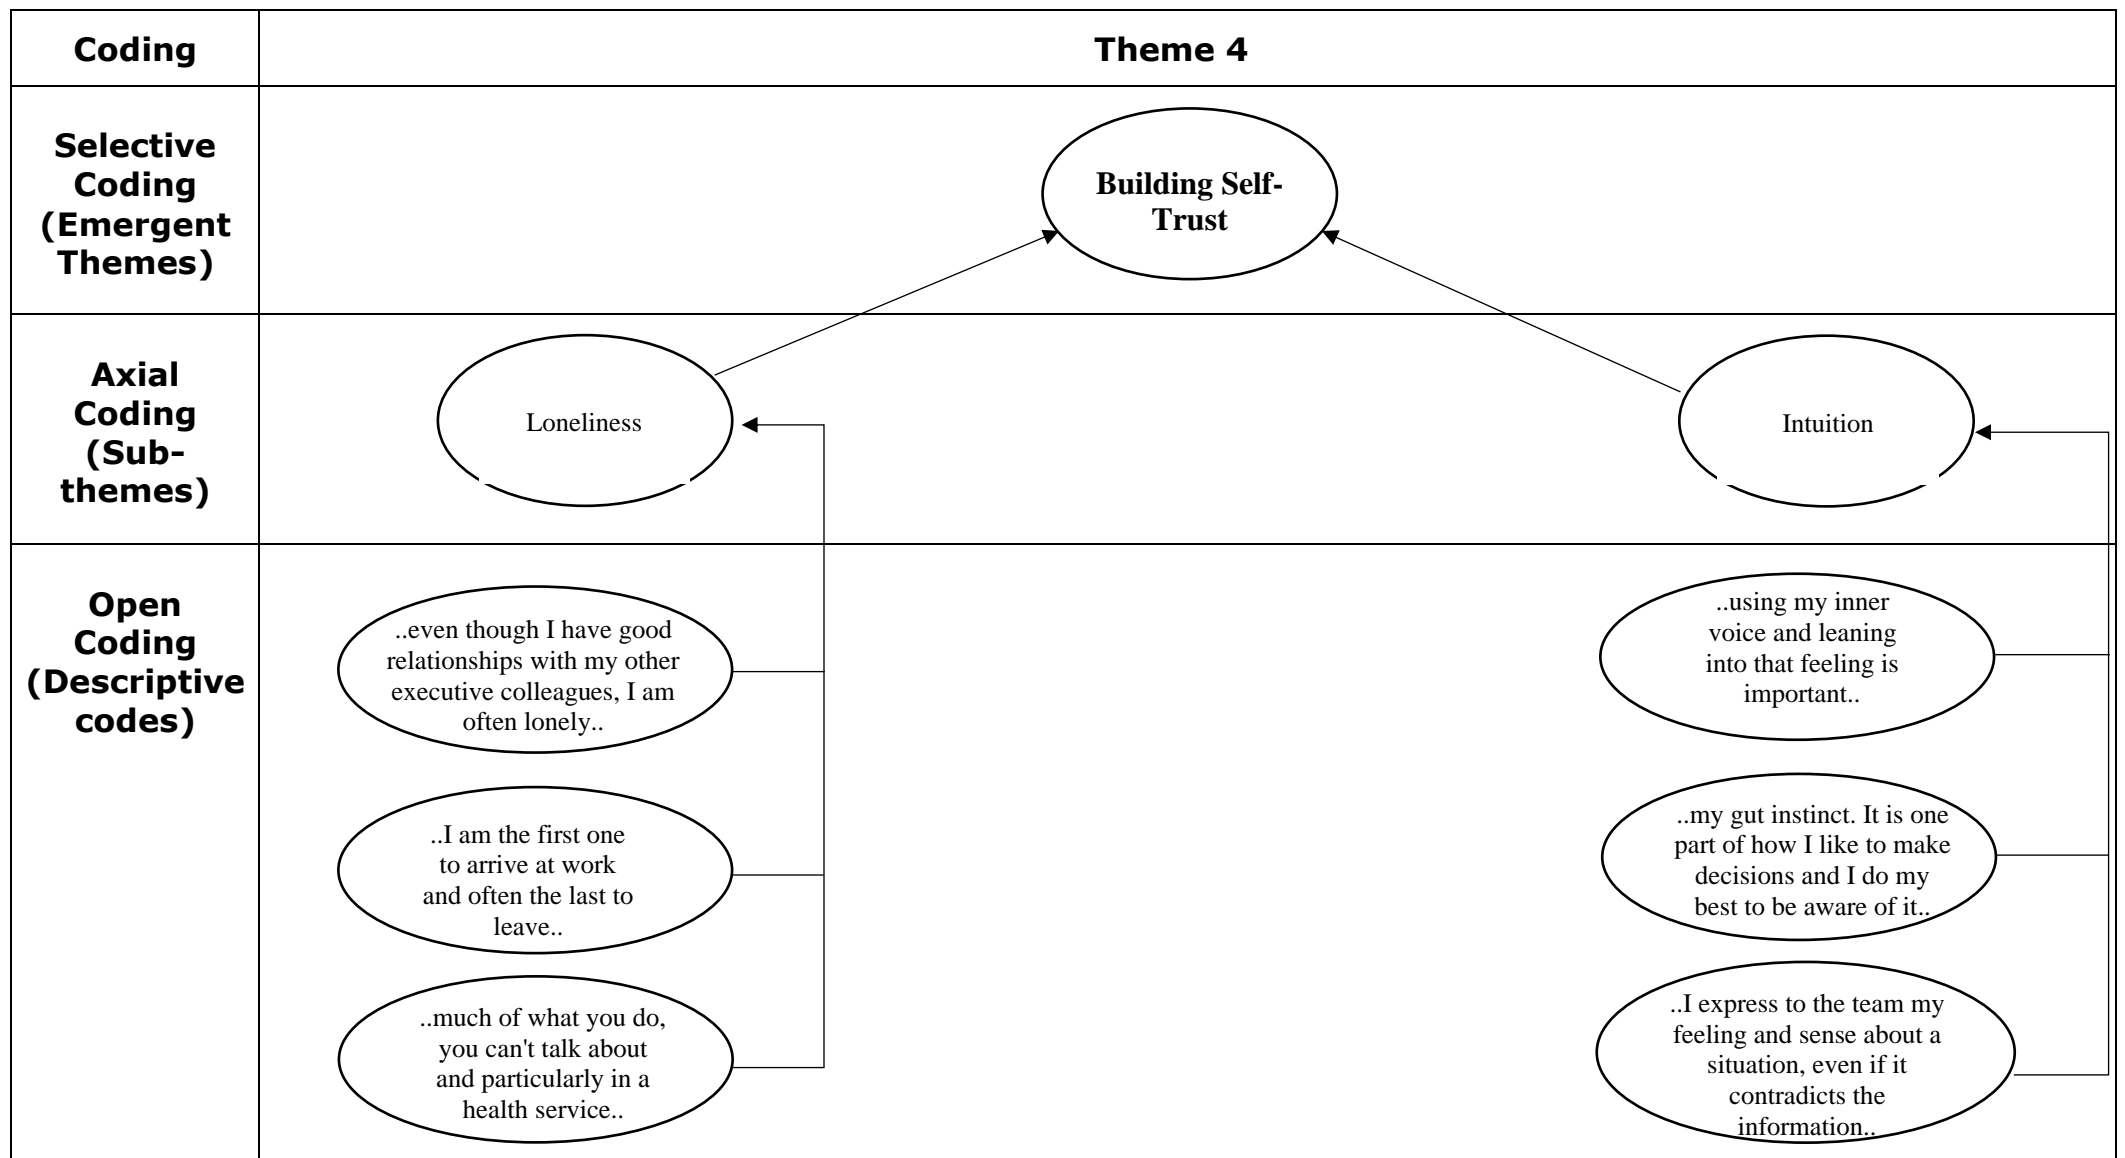 Coding
Theme 4
Selective
Coding
(Emergent
Themes)
Building Self-
Trust
Axial
Coding
(Sub-
themes)
Loneliness
Intuition
Open
Coding
(Descriptive
codes)
..even though I have good
relationships with my other
executive colleagues, I am
often lonely..
..I am the first one
to arrive at work
and often the last to
leave..
..much of what you do,
you can't talk about
and particularly in a
health service..
..using my inner
voice and leaning
into that feeling is
important..
..my gut instinct. It is one
part of how I like to make
decisions and I do my
best to be aware of it..
..I express to the team my
feeling and sense about a
situation, even if it
contradicts the
information..